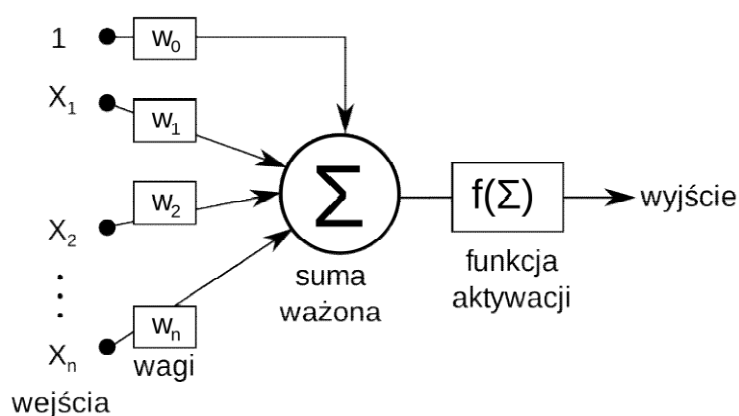 1
w₀
X₁
w₁
X₂
w₂
Xₙ
wₙ
wagi
wejścia
Σ
suma
ważona
f(Σ)
funkcja
aktywacji
wyjście